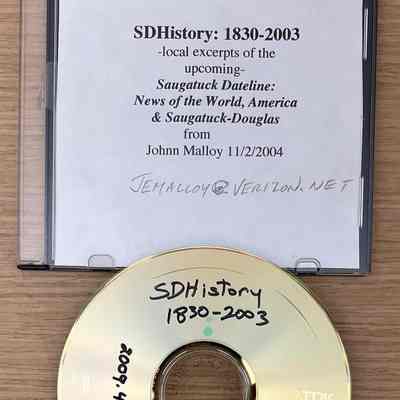 SDHistory: 1830-2003
-local excerpts of the
upcoming-
Saugatuck Dateline:
News of the World, America
& Saugatuck-Douglas
from
Johnn Malloy 11/2/2004
JEMALLOY@VERIZON.NET
SDHistory
1830-2003